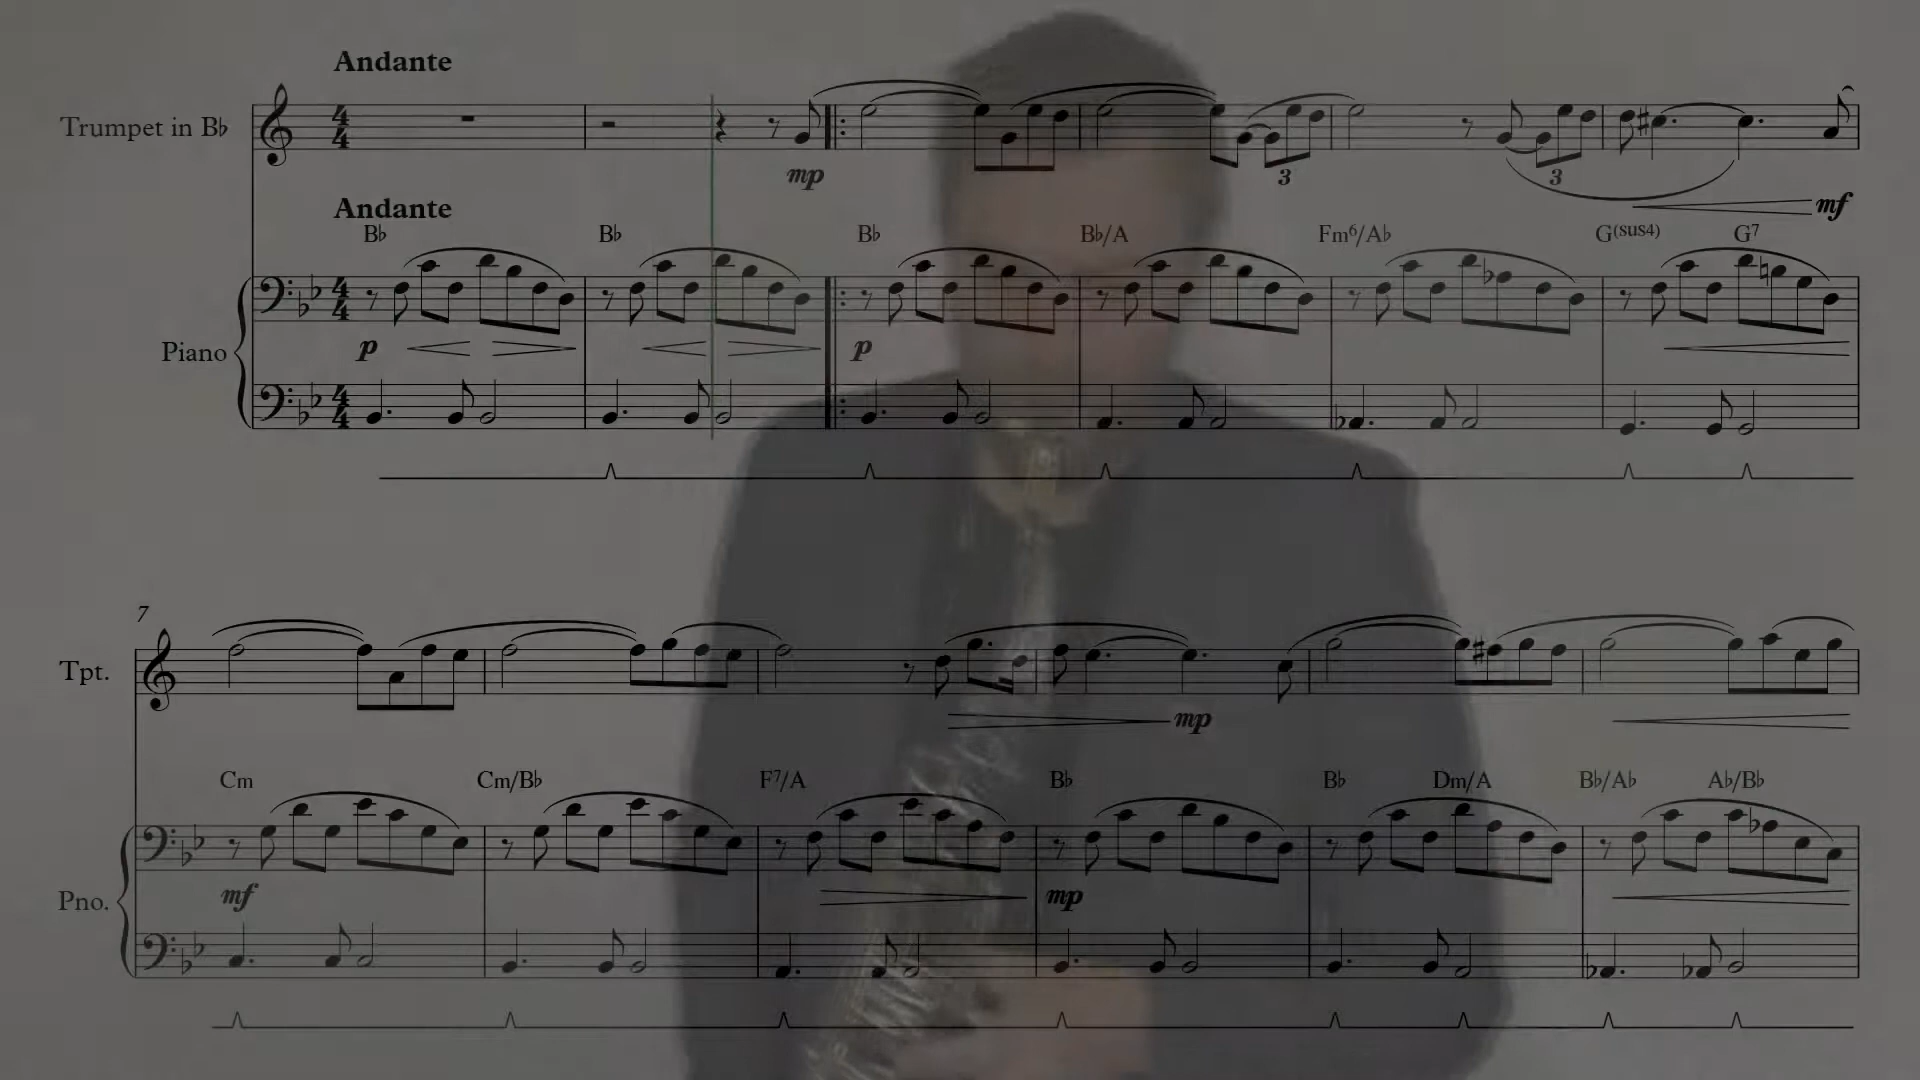 Andante
Trumpet in B♭
3
3
mp
mf
Andante
B♭ B♭ B♭ B♭/A Fm6/A♭ G(sus4) G7
Piano
p
p
7
Tpt.
mp
Cm Cm/B♭ F7/A B♭ B♭ Dm/A B♭/A♭ A♭/B♭
Pno.
mf
mp